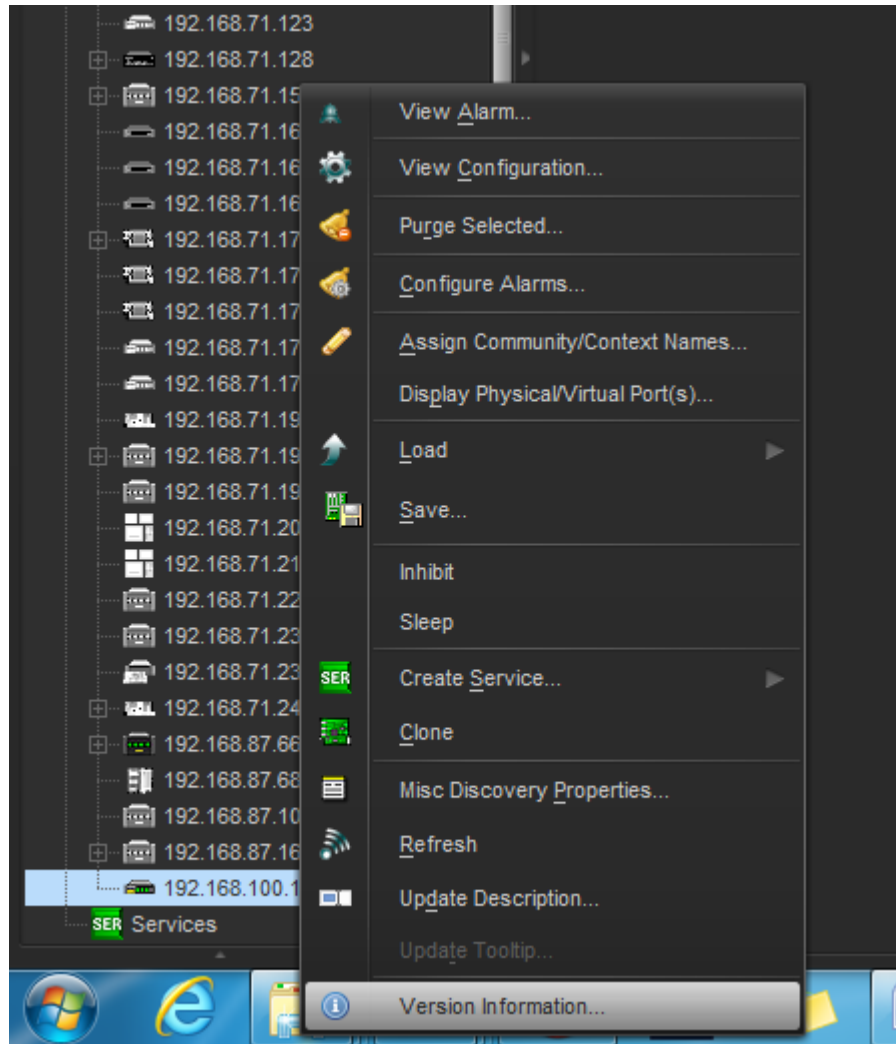 192.168.71.123
192.168.71.128
192.168.71.15
192.168.71.16
192.168.71.16
192.168.71.16
192.168.71.17
192.168.71.17
192.168.71.17
192.168.71.17
192.168.71.17
192.168.71.19
192.168.71.19
192.168.71.19
192.168.71.20
192.168.71.21
192.168.71.22
192.168.71.23
192.168.71.23
192.168.71.24
192.168.87.66
192.168.87.68
192.168.87.10
192.168.87.16
192.168.100.1
SER Services
View Alarm...
View Configuration...
Purge Selected...
Configure Alarms...
Assign Community/Context Names...
Display Physical/Virtual Port(s)...
Load
Save...
Inhibit
Sleep
SER Create Service...
Clone
Misc Discovery Properties...
Refresh
Update Description...
Update Tooltip...
Version Information...